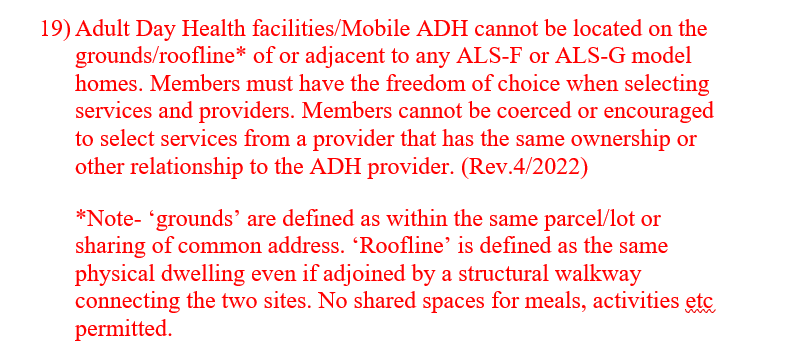 19) Adult Day Health facilities/Mobile ADH cannot be located on the
grounds/roofline* of or adjacent to any ALS-F or ALS-G model
homes. Members must have the freedom of choice when selecting
services and providers. Members cannot be coerced or encouraged
to select services from a provider that has the same ownership or
other relationship to the ADH provider. (Rev.4/2022)
*Note- ‘grounds’ are defined as within the same parcel/lot or
sharing of common address. ‘Roofline’ is defined as the same
physical dwelling even if adjoined by a structural walkway
connecting the two sites. No shared spaces for meals, activities etc
permitted.